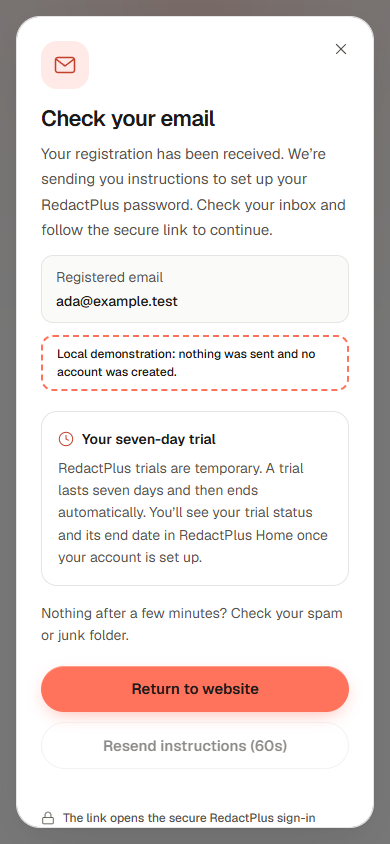 Check your email
Your registration has been received. We’re
sending you instructions to set up your
RedactPlus password. Check your inbox and
follow the secure link to continue.
Registered email
ada@example.test
Local demonstration: nothing was sent and no
account was created.
Your seven-day trial
RedactPlus trials are temporary. A trial
lasts seven days and then ends
automatically. You’ll see your trial status
and its end date in RedactPlus Home once
your account is set up.
Nothing after a few minutes? Check your spam
or junk folder.
Return to website
Resend instructions (60s)
The link opens the secure RedactPlus sign-in